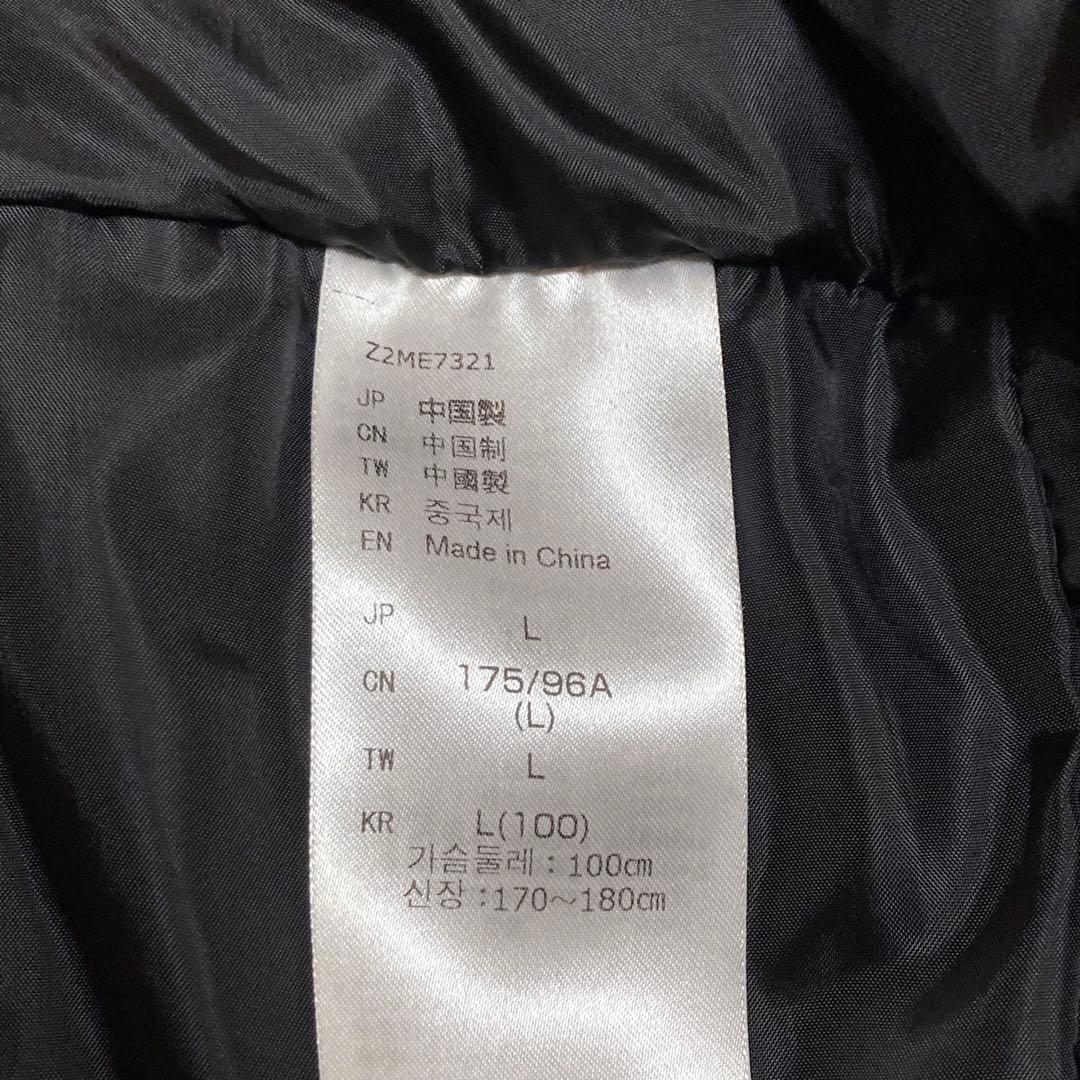 Z2ME7321
JP 中国製
CN 中国制
TW 中國製
KR 중국제
EN Made in China
JP L
CN 175/96A
(L)
TW L
KR L(100)
가슴둘레 : 100cm
신장 :170～180cm